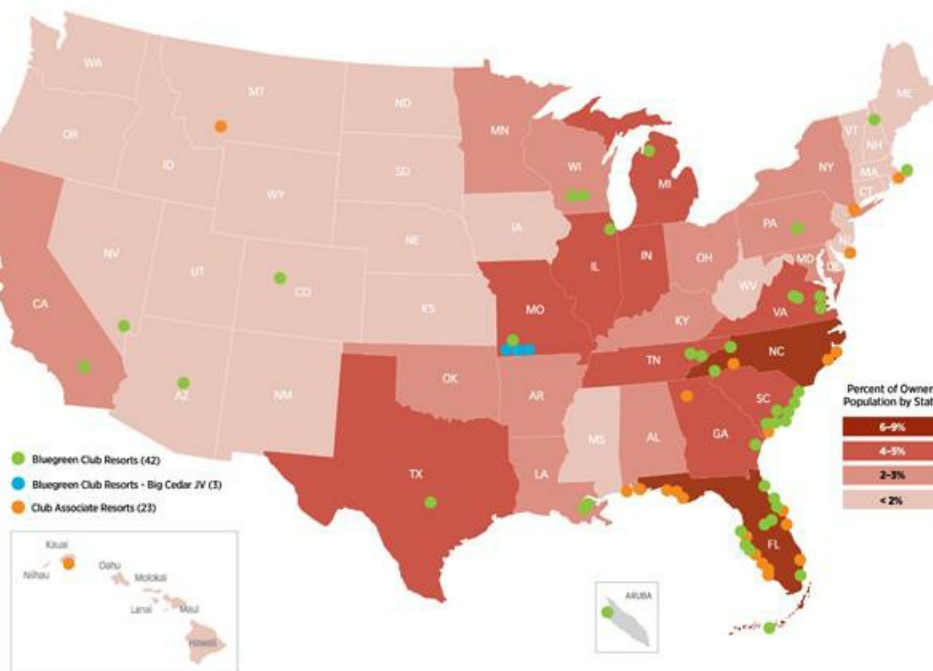 WA
MT
ND
MN
ME
VT
NH
OR
ID
SD
WI
MI
NY
MA
CT
WY
IA
PA
NJ
NV
UT
NE
IL
IN
OH
MD
DE
CA
CO
KS
MO
WV
VA
KY
AZ
NM
OK
AR
TN
NC
SC
MS
AL
GA
TX
LA
FL
Percent of Owner
Population by Stat
6-9%
4-5%
2-3%
< 2%
Bluegreen Club Resorts (42)
Bluegreen Club Resorts - Big Cedar JV (3)
Club Associate Resorts (23)
Kauai
Niihau
Oahu
Molokai
Lanai
Maui
Hawaii
ARUBA